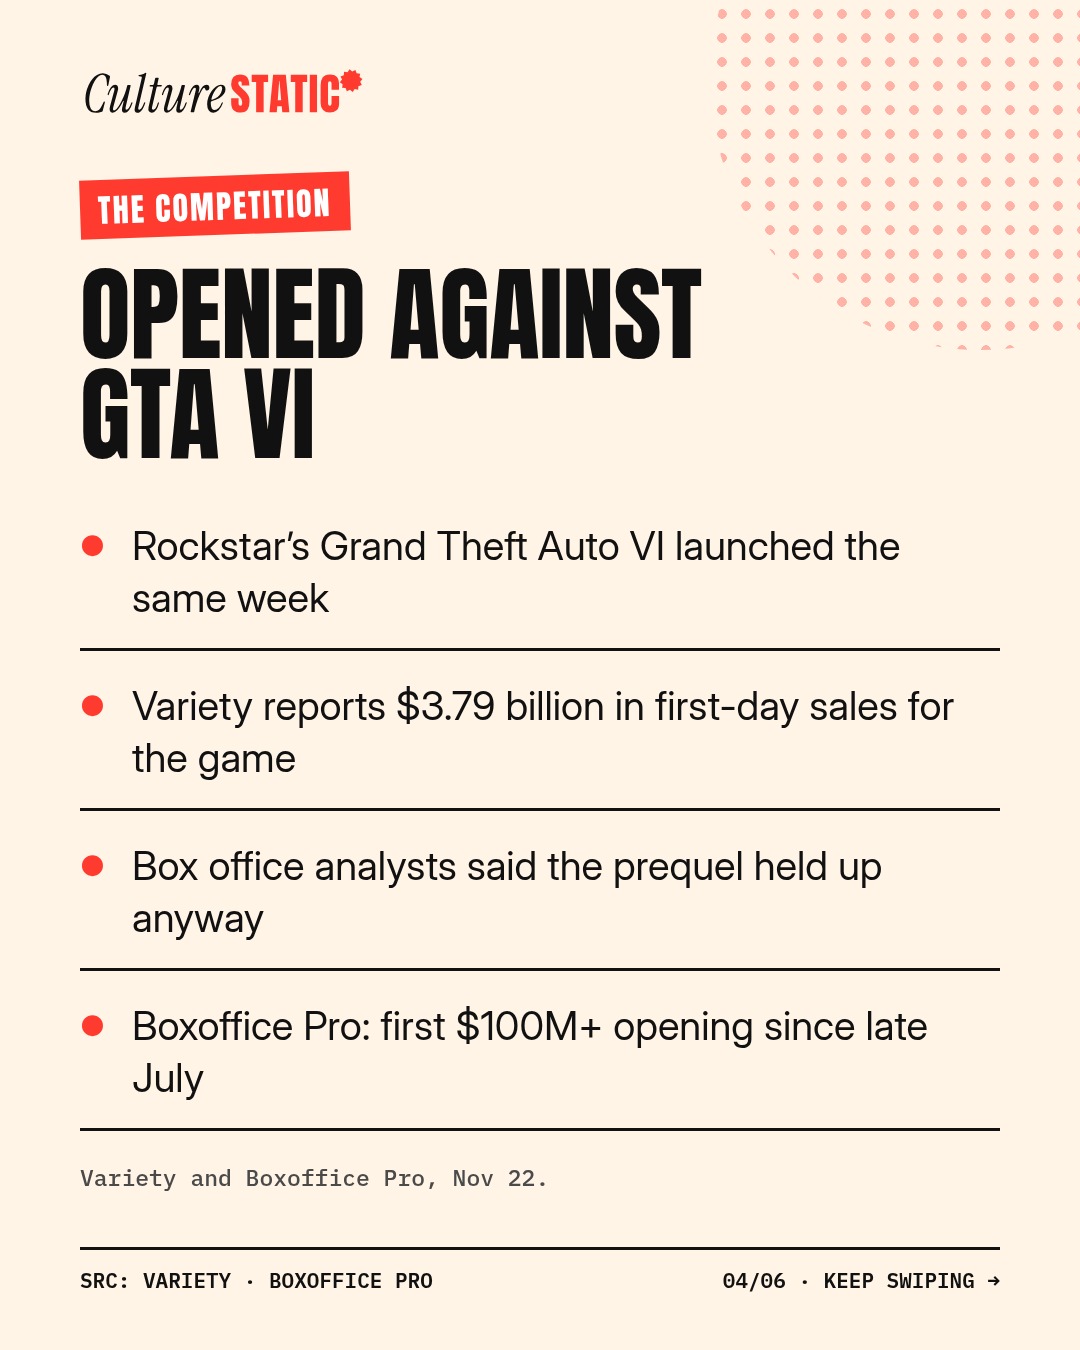 Culture STATIC
THE COMPETITION
OPENED AGAINST
GTA VI
Rockstar’s Grand Theft Auto VI launched the
same week
Variety reports $3.79 billion in first-day sales for
the game
Box office analysts said the prequel held up
anyway
Boxoffice Pro: first $100M+ opening since late
July
Variety and Boxoffice Pro, Nov 22.
SRC: VARIETY · BOXOFFICE PRO
04/06 · KEEP SWIPING →